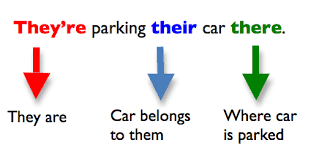 They're parking their car there.
They are
Car belongs
to them
Where car
is parked